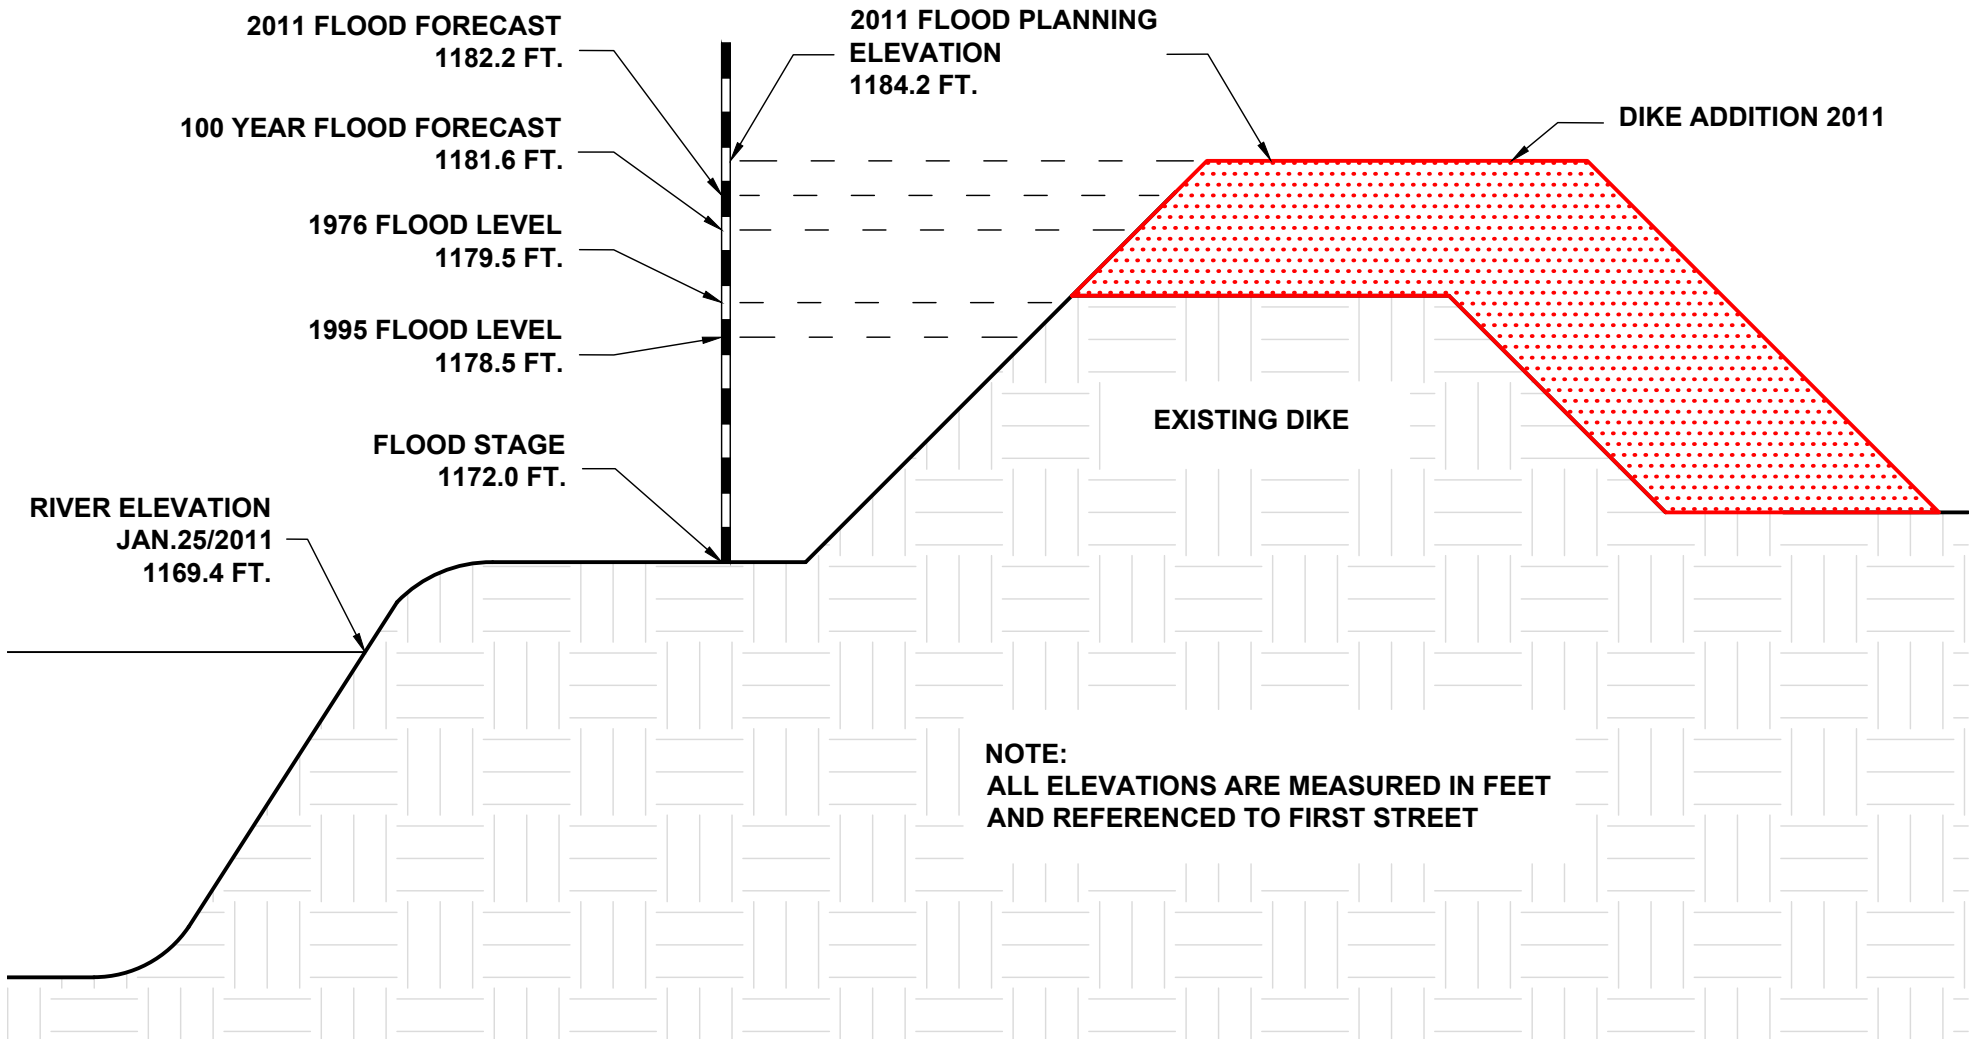 2011 FLOOD FORECAST
1182.2 FT.
2011 FLOOD PLANNING
ELEVATION
1184.2 FT.
DIKE ADDITION 2011
100 YEAR FLOOD FORECAST
1181.6 FT.
1976 FLOOD LEVEL
1179.5 FT.
1995 FLOOD LEVEL
1178.5 FT.
EXISTING DIKE
FLOOD STAGE
1172.0 FT.
RIVER ELEVATION
JAN.25/2011
1169.4 FT.
NOTE:
ALL ELEVATIONS ARE MEASURED IN FEET
AND REFERENCED TO FIRST STREET